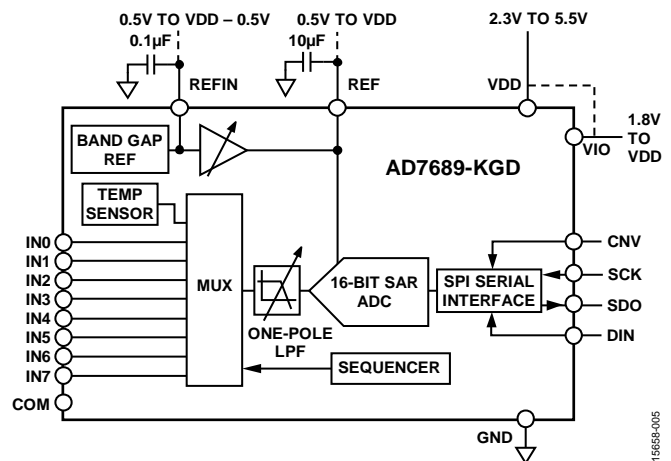 0.5V TO VDD – 0.5V
0.5V TO VDD
2.3V TO 5.5V
0.1µF
10µF
REFIN
REF
VDD
BAND GAP
REF
1.8V
TO
VDD
VIO
AD7689-KGD
TEMP
SENSOR
IN0
IN1
IN2
IN3
IN4
IN5
IN6
IN7
COM
MUX
ONE-POLE
LPF
16-BIT SAR
ADC
SPI SERIAL
INTERFACE
CNV
SCK
SDO
DIN
SEQUENCER
GND
15658-005